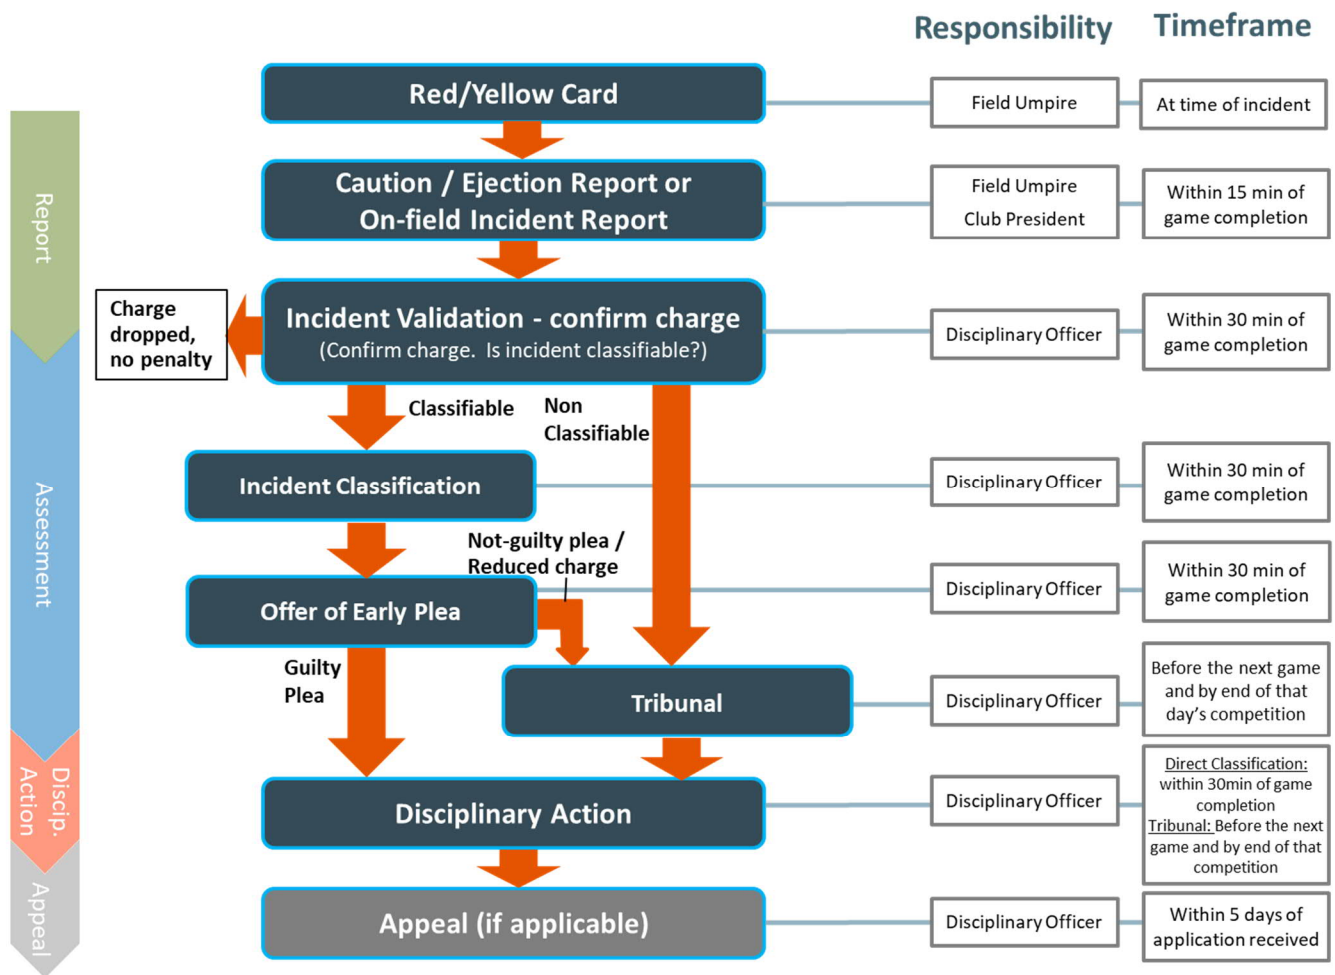 Responsibility
Timeframe
Red/Yellow Card
Field Umpire
At time of incident
Report
Caution / Ejection Report or
On-field Incident Report
Field Umpire
Club President
Within 15 min of
game completion
Charge
dropped,
no penalty
Incident Validation - confirm charge
(Confirm charge. Is incident classifiable?)
Disciplinary Officer
Within 30 min of
game completion
Classifiable
Non
Classifiable
Assessment
Incident Classification
Disciplinary Officer
Within 30 min of
game completion
Not-guilty plea /
Reduced charge
Offer of Early Plea
Disciplinary Officer
Within 30 min of
game completion
Guilty
Plea
Tribunal
Disciplinary Officer
Before the next game
and by end of that
day's competition
Discip.
Action
Disciplinary Action
Disciplinary Officer
Direct Classification:
within 30min of game
completion
Tribunal: Before the next
game and by end of that
competition
Appeal
Appeal (if applicable)
Disciplinary Officer
Within 5 days of
application received